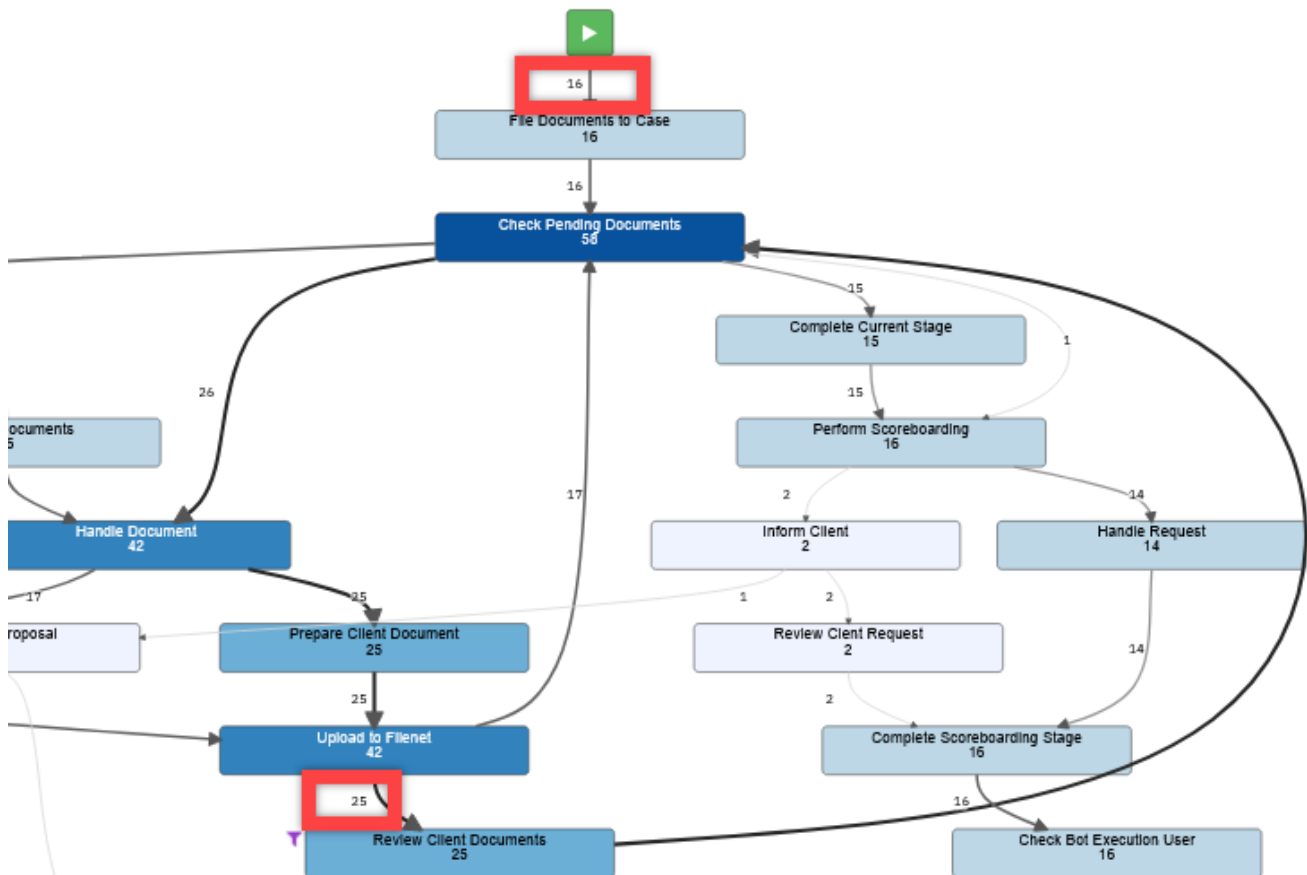 16
File Documents to Case
16
16
Check Pending Documents
58
15
Complete Current Stage
15
1
26
15
ocuments
Perform Scoreboarding
16
17
2
14
Handle Document
42
Inform Client
2
Handle Request
14
17
25
1
2
roposal
Prepare Client Document
25
Review Clent Request
2
14
25
2
Upload to Filenet
42
Complete Scoreboarding Stage
16
25
16
Review Client Documents
25
Check Bot Execution User
16